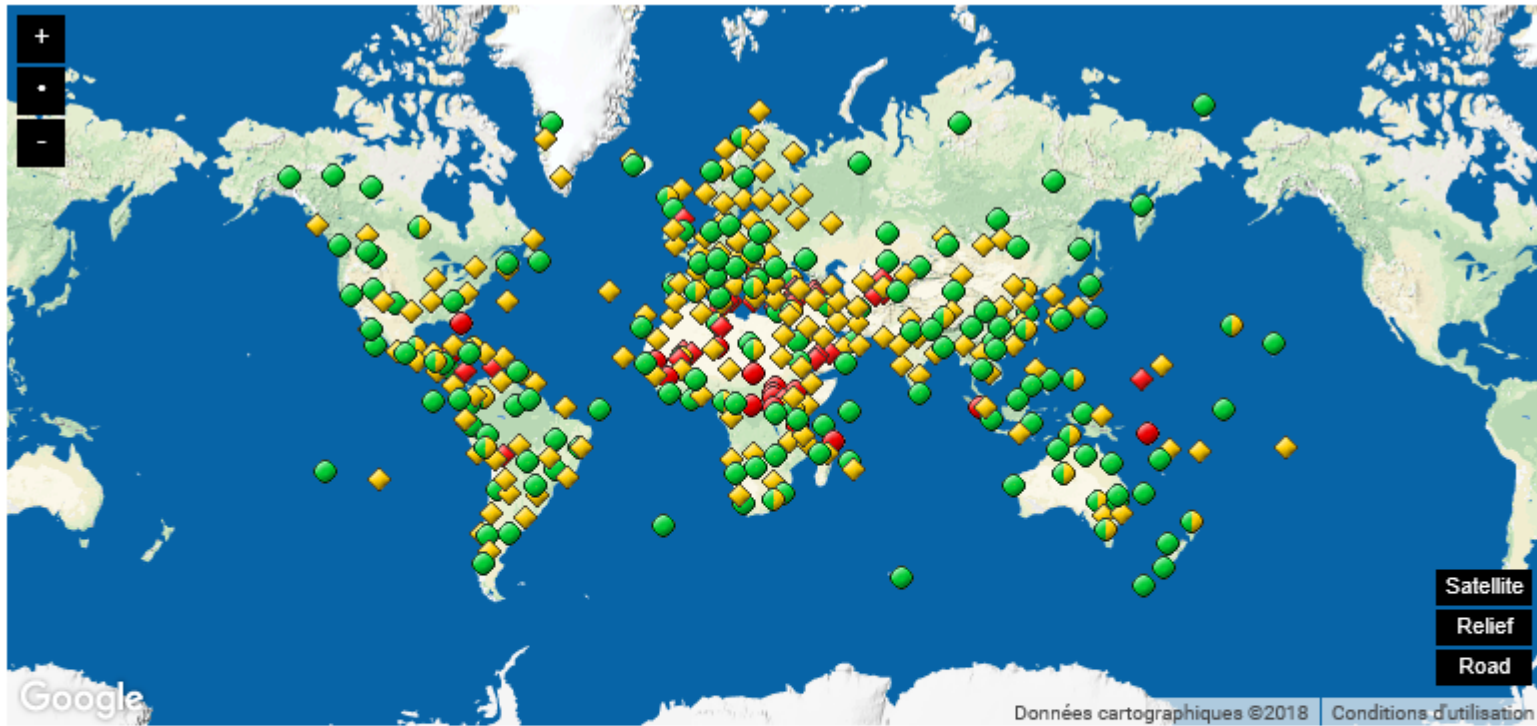 +
-
Satellite
Relief
Road
Google
Données cartographiques ©2018 Conditions d'utilisation